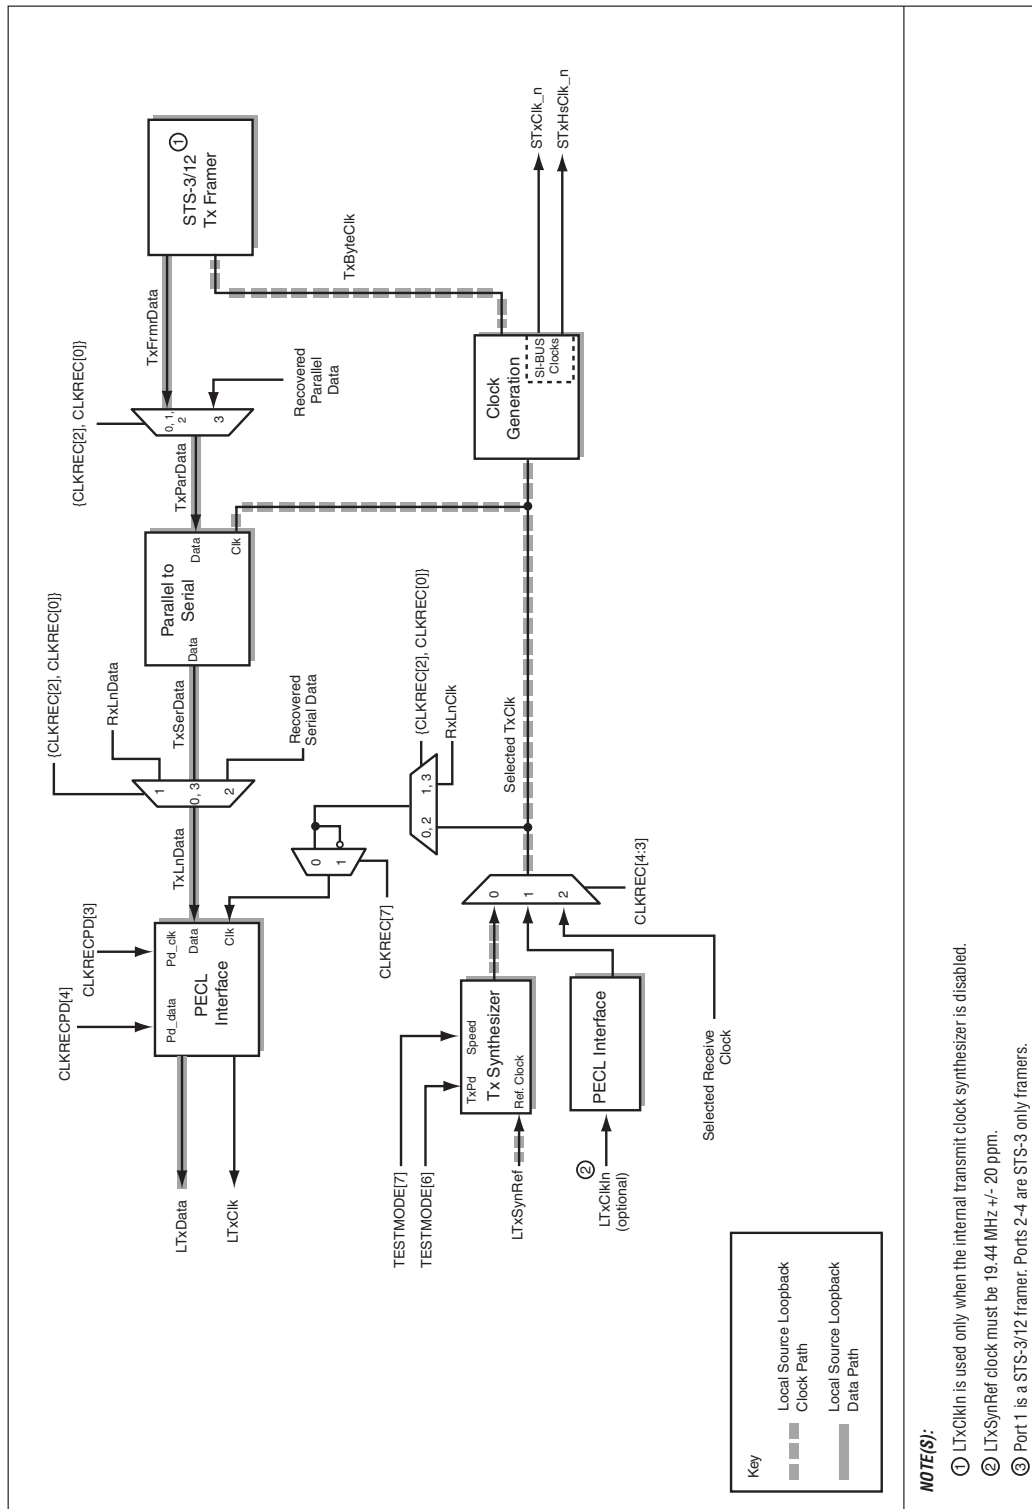 STS-3/12
Tx Framer
①
TxFrmrData
TxByteClk
STxClk_n
STxHsClk_n
{CLKREC[2], CLKREC[0]}
0, 1,
2
3
Recovered
Parallel
Data
TxParData
Clock
Generation
SI-BUS
Clocks
Parallel to
Serial
Data
Clk
Data
{CLKREC[2], CLKREC[0]}
RxLnData
TxSerData
Recovered
Serial Data
1
0, 3
2
TxLnData
{CLKREC[2], CLKREC[0]}
RxLnClk
0, 2
1, 3
Selected TxClk
0
1
CLKREC[7]
0
1
2
CLKREC[4:3]
CLKRECPD[4]
CLKRECPD[3]
Pd_data
Pd_clk
PECL
Interface
Data
Clk
LTxData
LTxClk
TESTMODE[7]
TESTMODE[6]
TxPd
Speed
Tx Synthesizer
Ref. Clock
LTxSynRef
PECL Interface
②
LTxClkIn
(optional)
Selected Receive
Clock
Key
Local Source Loopback
Clock Path
Local Source Loopback
Data Path
NOTE(S):
① LTxClkIn is used only when the internal transmit clock synthesizer is disabled.
② LTxSynRef clock must be 19.44 MHz +/- 20 ppm.
③ Port 1 is a STS-3/12 framer. Ports 2-4 are STS-3 only framers.